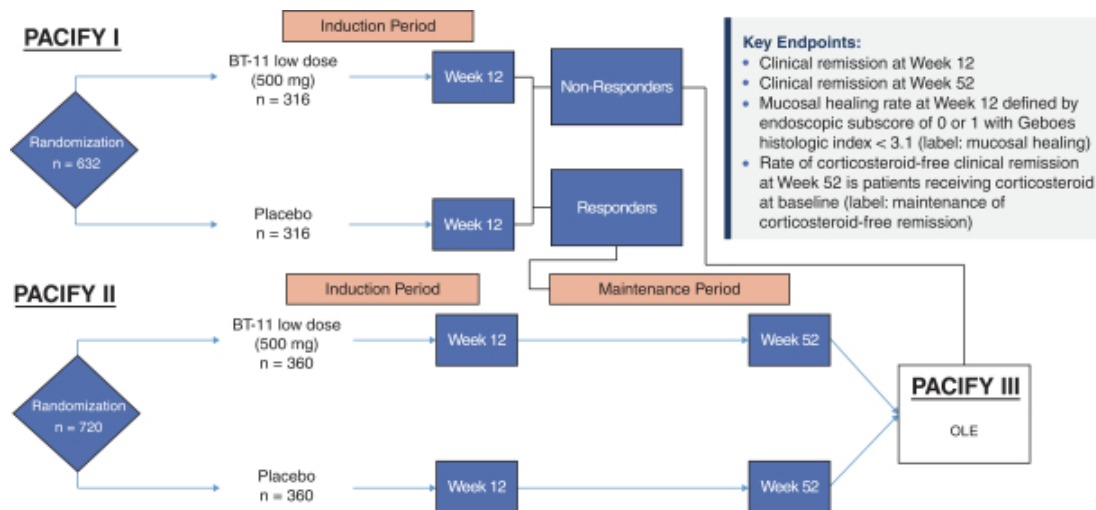 PACIFY I
Induction Period
BT-11 low dose
(500 mg)
n = 316
Week 12
Non-Responders
Randomization
n = 632
Placebo
n = 316
Week 12
Responders
Key Endpoints:
• Clinical remission at Week 12
• Clinical remission at Week 52
• Mucosal healing rate at Week 12 defined by
endoscopic subscore of 0 or 1 with Geboes
histologic index < 3.1 (label: mucosal healing)
• Rate of corticosteroid-free clinical remission
at Week 52 is patients receiving corticosteroid
at baseline (label: maintenance of
corticosteroid-free remission)
PACIFY II
Induction Period
Maintenance Period
BT-11 low dose
(500 mg)
n = 360
Week 12
Week 52
Randomization
n = 720
Placebo
n = 360
Week 12
Week 52
PACIFY III
OLE